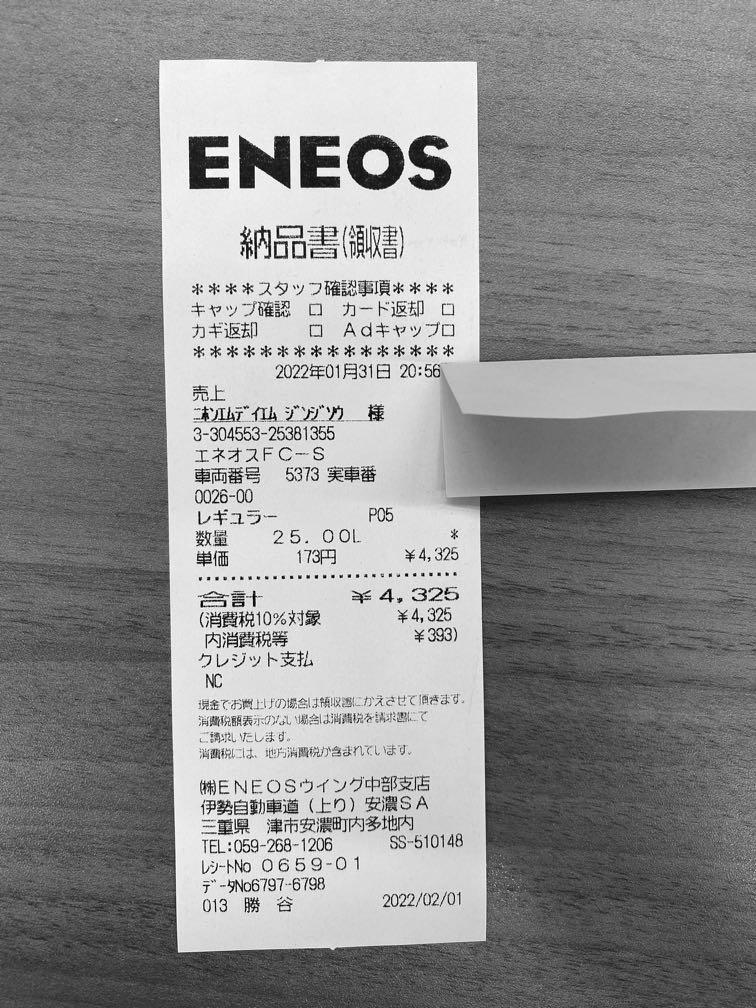 ENEOS
納品書(領収書)
****スタッフ確認事項****
キャップ確認 □ カード返却 □
カギ返却 □ Adキャップ□
****************
2022年01月31日 20:56
売上
ニホンエムデイエム ジンジソウ 様
3-304553-25381355
エネオスFC-S
車両番号 5373 実車番
0026-00
レギュラー P05
数量 25.00L *
単価 173円 ¥4,325
合計 ¥4,325
(消費税10%対象 ¥4,325
内消費税等 ¥393)
クレジット支払
NC
現金でお買上げの場合は領収書にかえさせて頂きます。
消費税額表示のない場合は消費税を請求書にて
ご請求いたします。
消費税には、地方消費税が含まれています。
㈱ENEOSウイング中部支店
伊勢自動車道(上り)安濃SA
三重県 津市安濃町内多地内
TEL:059-268-1206 SS-510148
レシートNo 0659-01
データNo6797-6798
013 勝 谷 2022/02/01